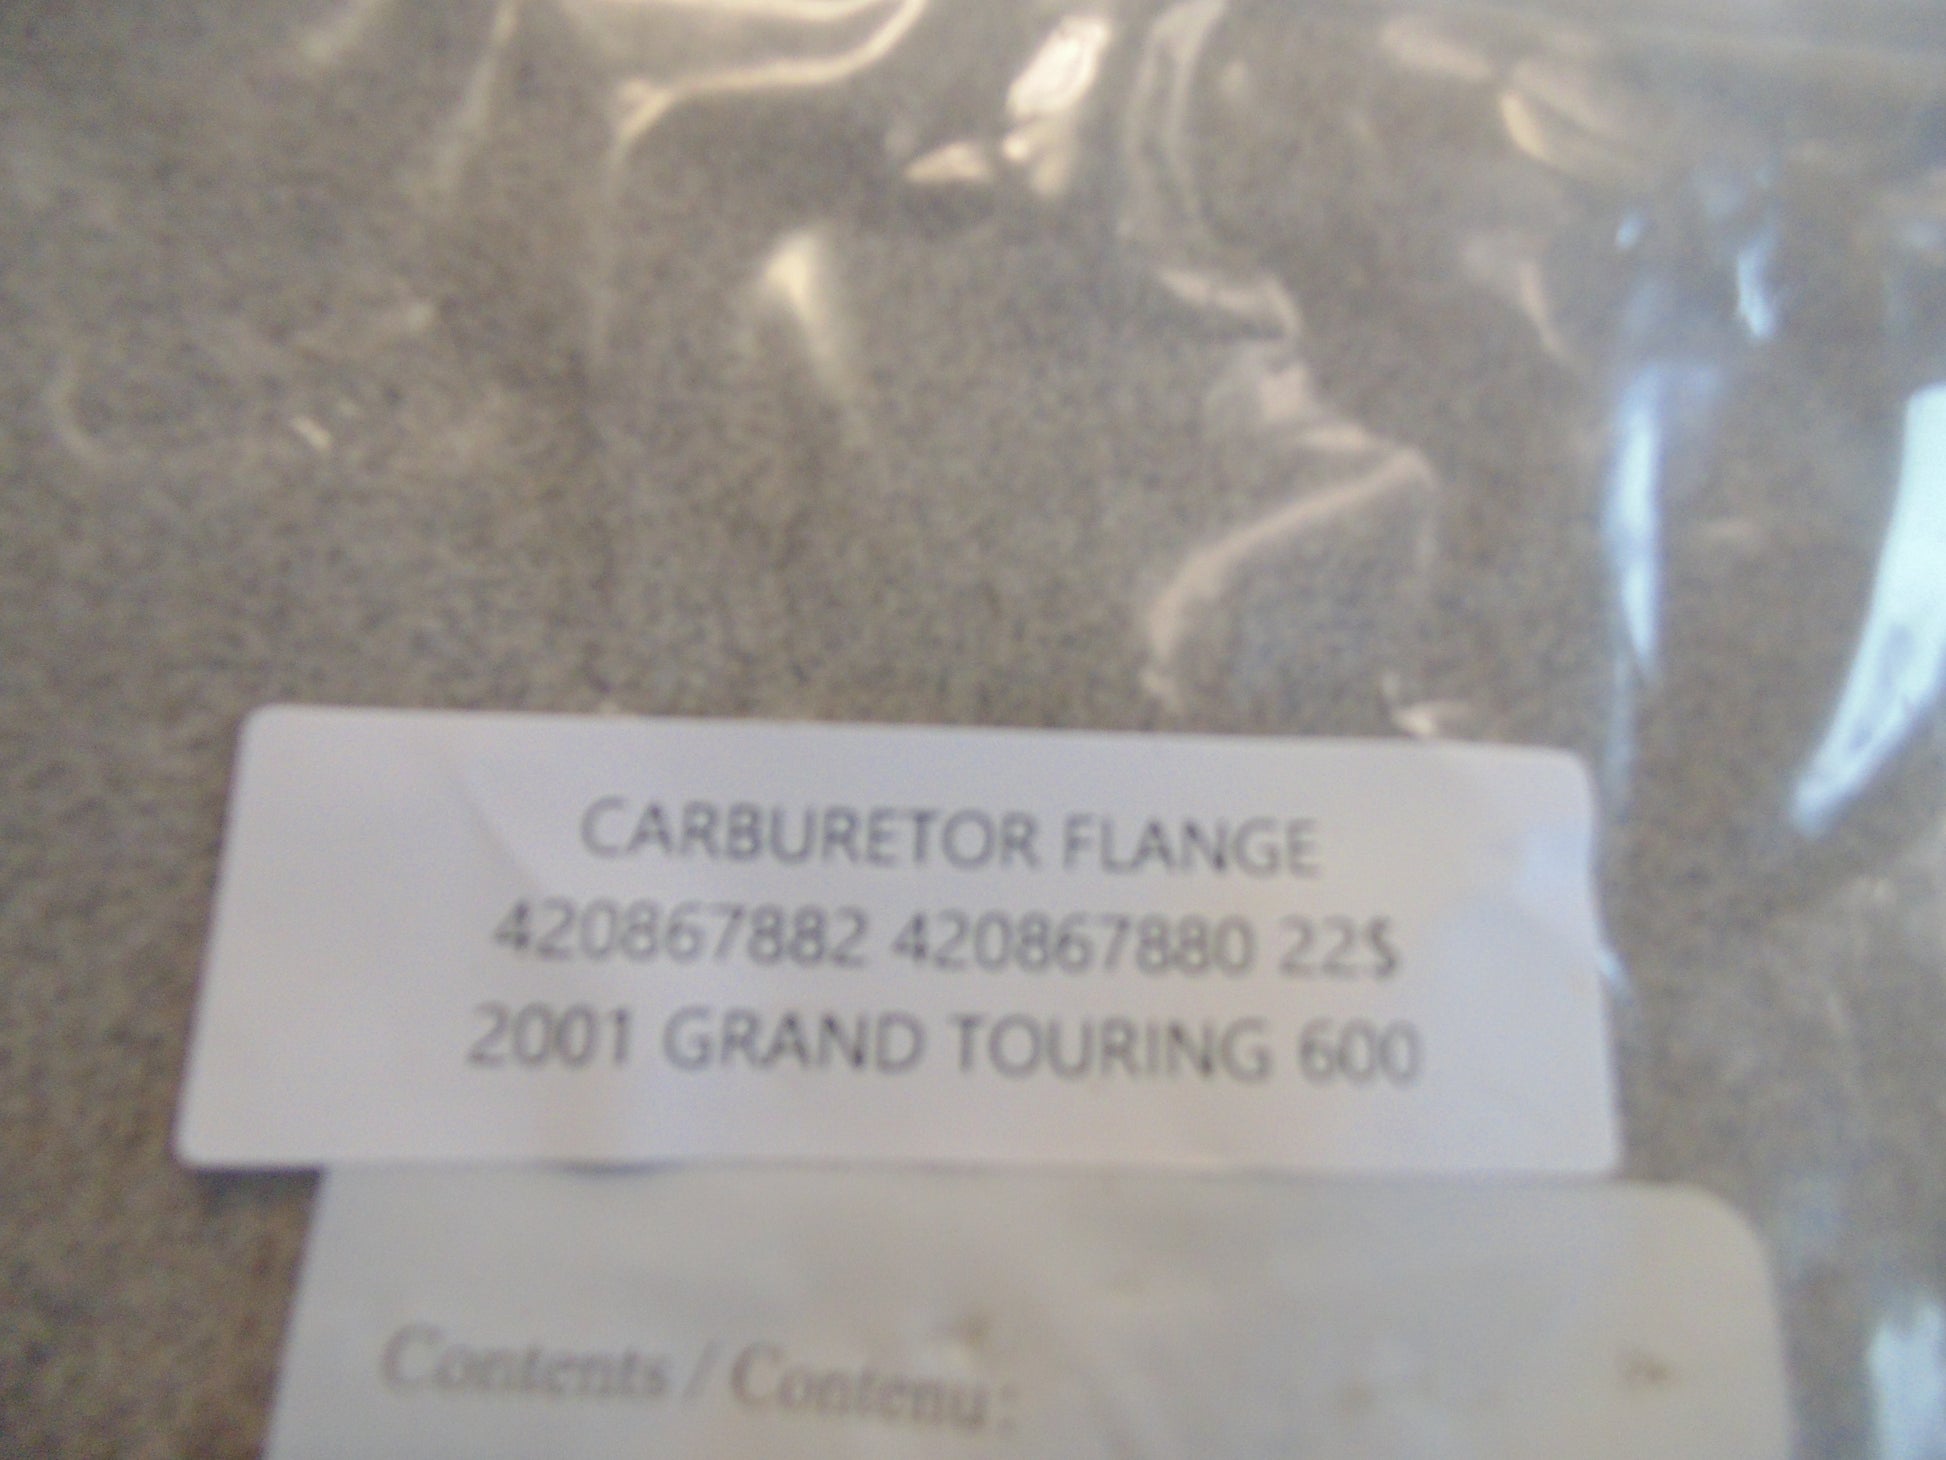 CARBURETOR FLANGE
420867882 420867880 22$
2001 GRAND TOURING 600
Contents / Contenu: